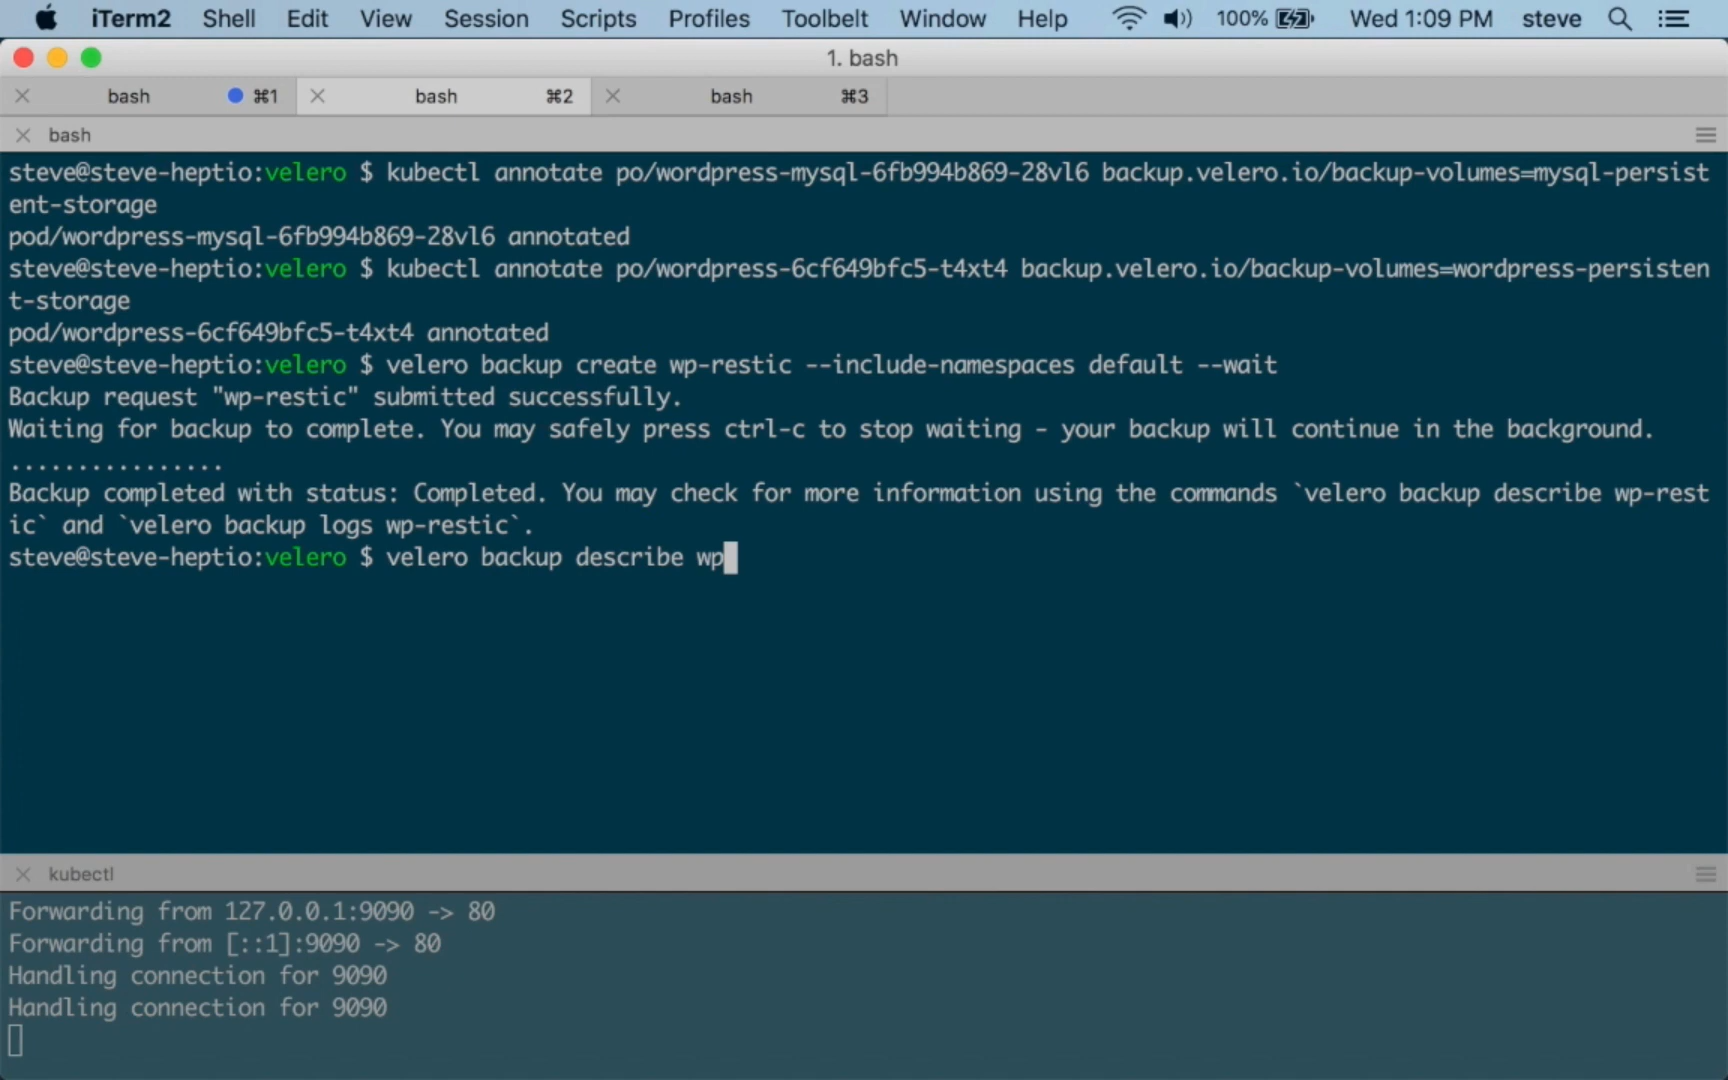 iTerm2 Shell Edit View Session Scripts Profiles Toolbelt Window Help 100% Wed 1:09 PM steve
1. bash
bash ⌘1 bash ⌘2 bash ⌘3
bash
steve@steve-heptio:velero $ kubectl annotate po/wordpress-mysql-6fb994b869-28vl6 backup.velero.io/backup-volumes=mysql-persist
ent-storage
pod/wordpress-mysql-6fb994b869-28vl6 annotated
steve@steve-heptio:velero $ kubectl annotate po/wordpress-6cf649bfc5-t4xt4 backup.velero.io/backup-volumes=wordpress-persisten
t-storage
pod/wordpress-6cf649bfc5-t4xt4 annotated
steve@steve-heptio:velero $ velero backup create wp-restic --include-namespaces default --wait
Backup request "wp-restic" submitted successfully.
Waiting for backup to complete. You may safely press ctrl-c to stop waiting - your backup will continue in the background.
................
Backup completed with status: Completed. You may check for more information using the commands `velero backup describe wp-rest
ic` and `velero backup logs wp-restic`.
steve@steve-heptio:velero $ velero backup describe wp
kubectl
Forwarding from 127.0.0.1:9090 -> 80
Forwarding from [::1]:9090 -> 80
Handling connection for 9090
Handling connection for 9090